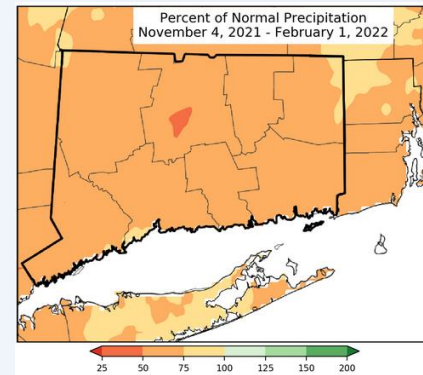 Percent of Normal Precipitation
November 4, 2021 - February 1, 2022
25 50 75 100 125 150 200